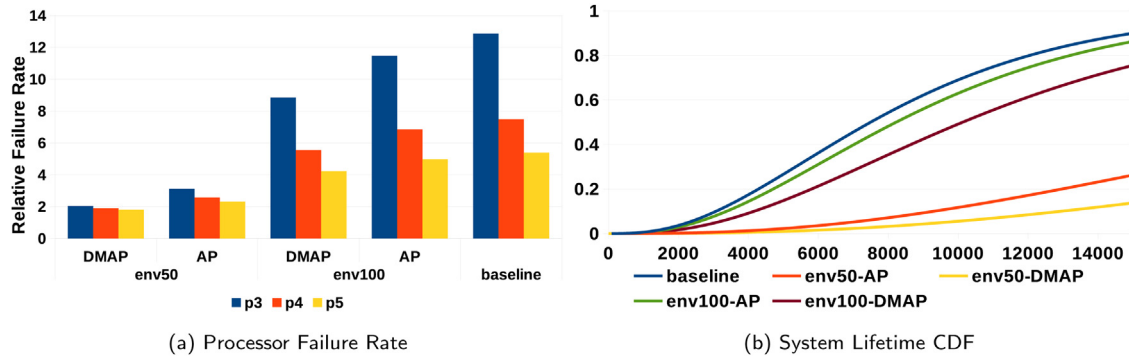 14
12
10
8
6
4
2
0
Relative Failure Rate
DMAP AP DMAP AP
env50 env100 baseline
p3 p4 p5
(a) Processor Failure Rate
1
0.8
0.6
0.4
0.2
0
0 2000 4000 6000 8000 10000 12000 14000
baseline env50-AP env50-DMAP
env100-AP env100-DMAP
(b) System Lifetime CDF